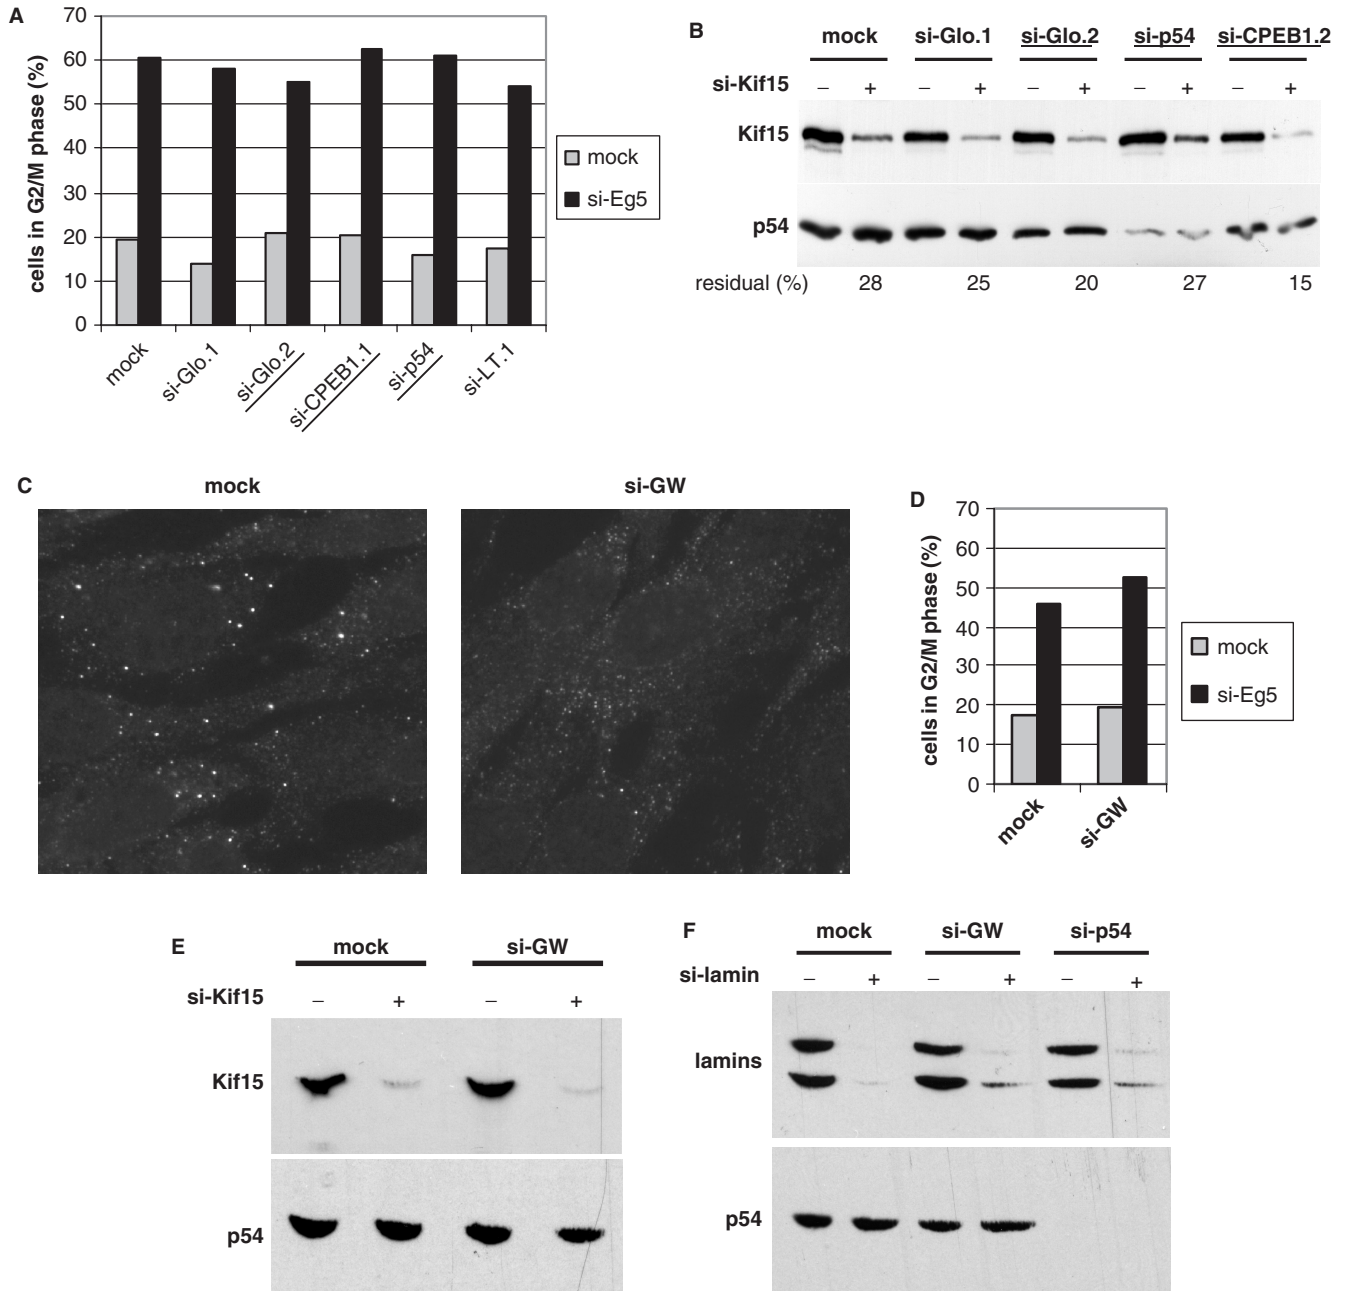 A
cells in G2/M phase (%)
70
60
50
40
30
20
10
0
mock
si-Glo.1
si-Glo.2
si-CPEB1.1
si-p54
si-LT.1
mock
si-Eg5
B
mock si-Glo.1 si-Glo.2 si-p54 si-CPEB1.2
si-Kif15 – + – + – + – + – +
Kif15
p54
residual (%) 28 25 20 27 15
C
mock si-GW
D
cells in G2/M phase (%)
70
60
50
40
30
20
10
0
mock
si-GW
mock
si-Eg5
E
mock si-GW
si-Kif15 – + – +
Kif15
p54
F
mock si-GW si-p54
si-lamin – + – + – +
lamins
p54